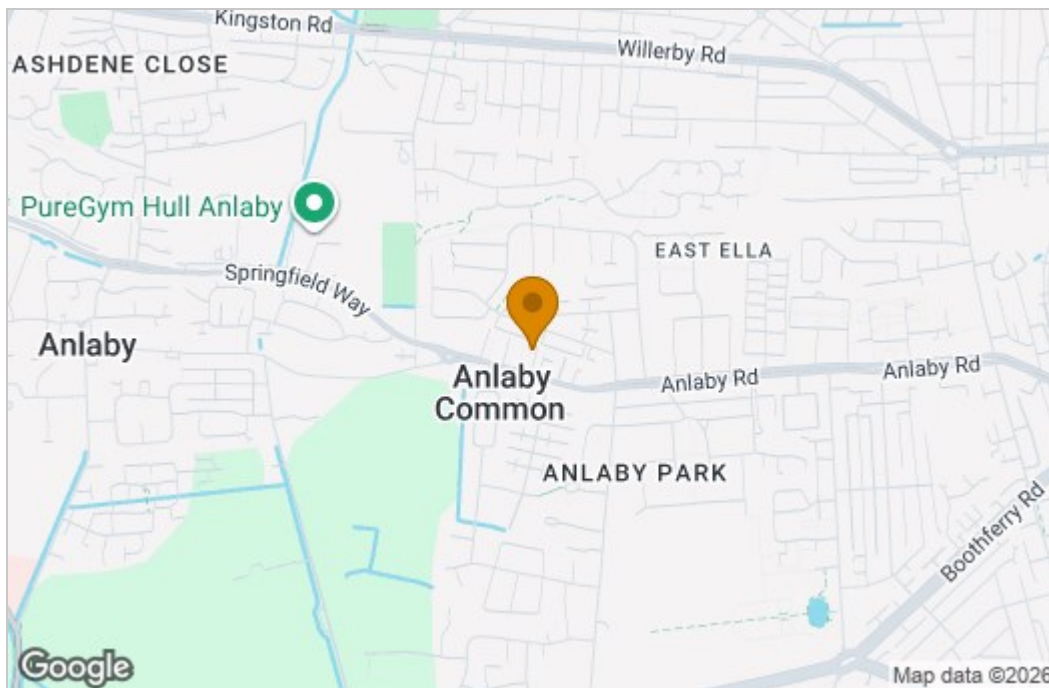 Kingston Rd
Willerby Rd
ASHDENE CLOSE
PureGym Hull Anlaby
EAST ELLA
Springfield Way
Anlaby
Anlaby
Common
Anlaby Rd
Anlaby Rd
ANLABY PARK
Boothferry Rd
Google
Map data ©2026